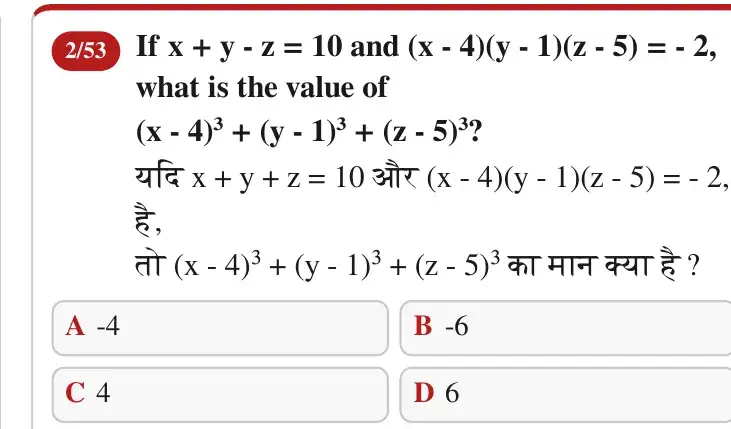 2/53 If x + y - z = 10 and (x - 4)(y - 1)(z - 5) = - 2,
what is the value of
(x - 4)³ + (y - 1)³ + (z - 5)³?
यदि x + y + z = 10 और (x - 4)(y - 1)(z - 5) = - 2,
है,
तो (x - 4)³ + (y - 1)³ + (z - 5)³ का मान क्या है ?
A -4
B -6
C 4
D 6